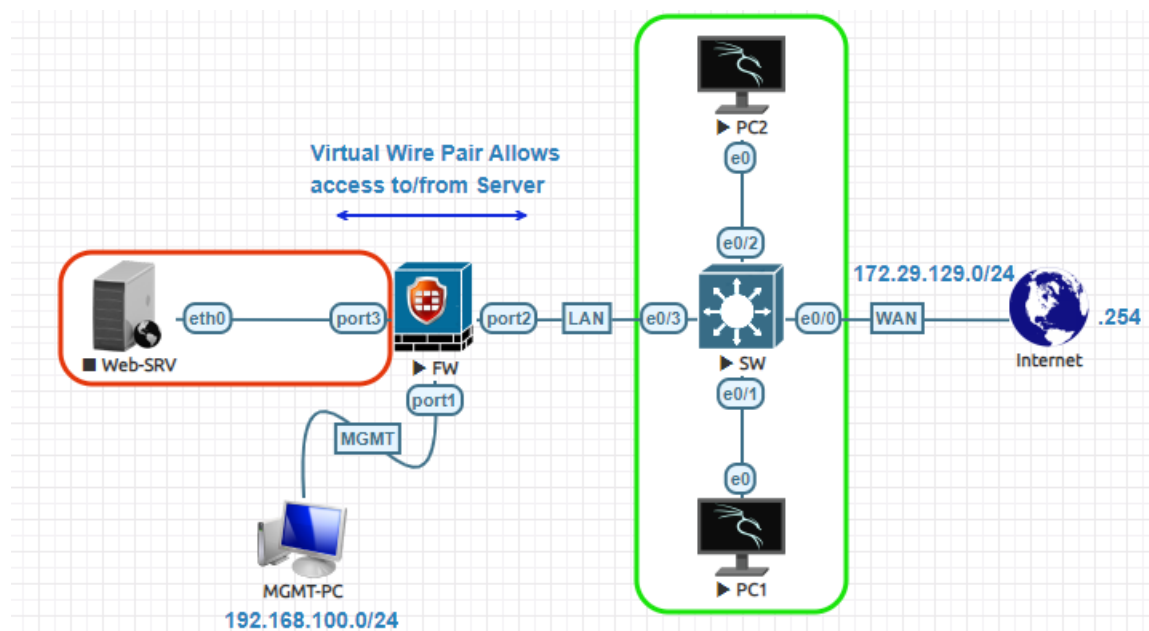 PC2
e0
Virtual Wire Pair Allows
access to/from Server
e0/2
172.29.129.0/24
eth0
port3
port2
LAN
e0/3
e0/0
WAN
.254
Web-SRV
FW
SW
Internet
port1
e0/1
MGMT
e0
MGMT-PC
PC1
192.168.100.0/24